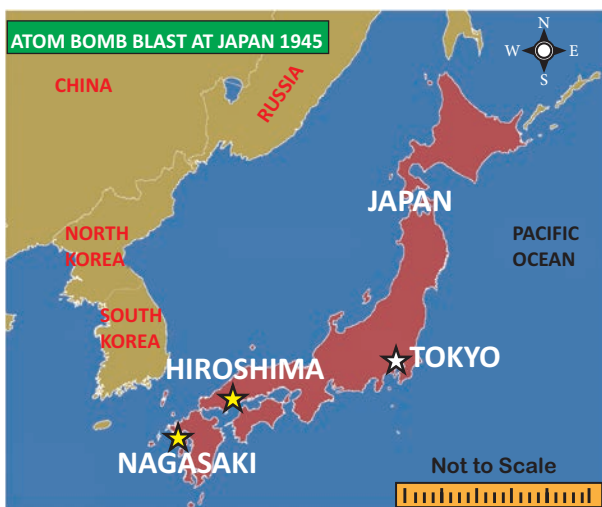 ATOM BOMB BLAST AT JAPAN 1945
N
W E
S
CHINA
RUSSIA
JAPAN
NORTH
KOREA
PACIFIC
OCEAN
SOUTH
KOREA
HIROSHIMA
TOKYO
NAGASAKI
Not to Scale